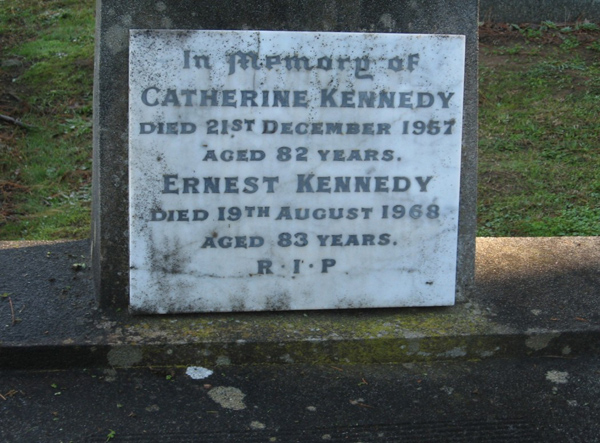 In Memory of
CATHERINE KENNEDY
DIED 21ST DECEMBER 1957
AGED 82 YEARS.
ERNEST KENNEDY
DIED 19TH AUGUST 1968
AGED 83 YEARS.
R·I·P